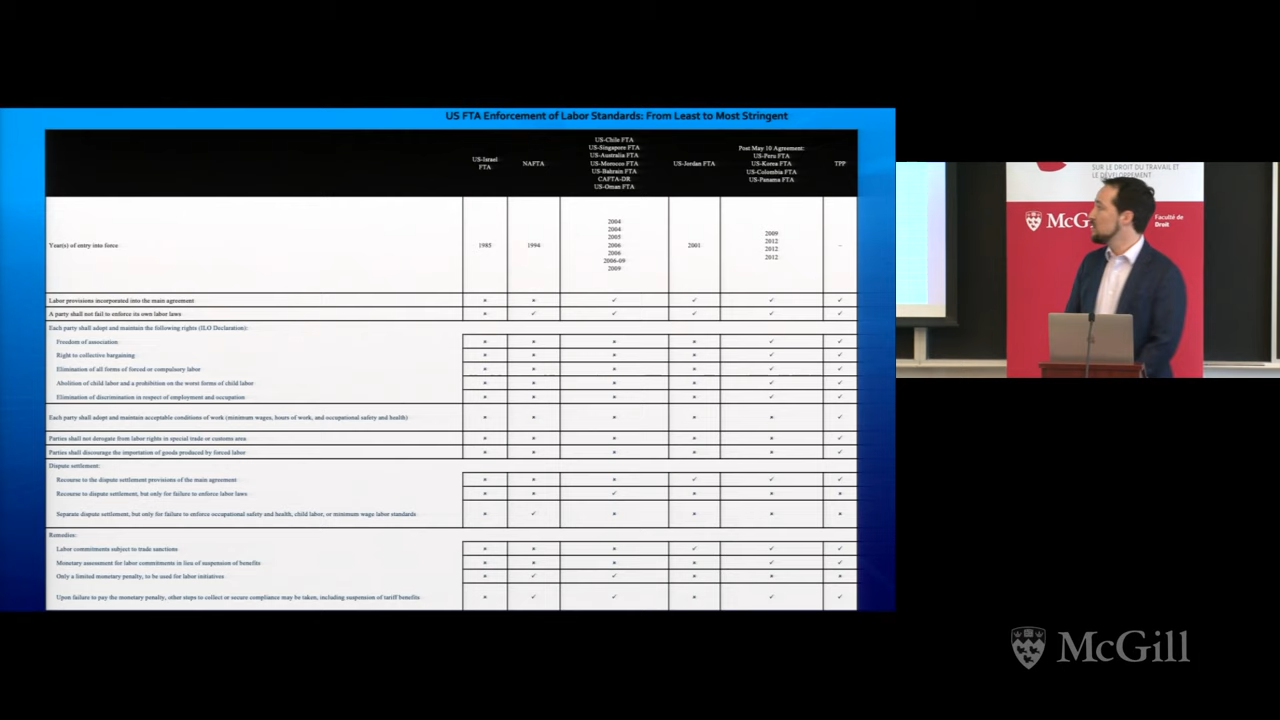 US FTA Enforcement of Labor Standards: From Least to Most Stringent
US-Israel
FTA
NAFTA
US-Chile FTA
US-Singapore FTA
US-Australia FTA
US-Morocco FTA
US-Bahrain FTA
CAFTA-DR
US-Oman FTA
US-Jordan FTA
Post May 10 Agreement:
US-Peru FTA
US-Korea FTA
US-Colombia FTA
US-Panama FTA
TPP
Year(s) of entry into force
1985
1994
2004
2004
2005
2006
2006
2006-09
2009
2001
2009
2012
2012
2012
-
Labor provisions incorporated into the main agreement
× × ✓ ✓ ✓ ✓
A party shall not fail to enforce its own labor laws
× ✓ ✓ ✓ ✓ ✓
Each party shall adopt and maintain the following rights (ILO Declaration):
Freedom of association
× × × × ✓ ✓
Right to collective bargaining
× × × × ✓ ✓
Elimination of all forms of forced or compulsory labor
× × × × ✓ ✓
Abolition of child labor and a prohibition on the worst forms of child labor
× × × × ✓ ✓
Elimination of discrimination in respect of employment and occupation
× × × × ✓ ✓
Each party shall adopt and maintain acceptable conditions of work (minimum wages, hours of work, and occupational safety and health)
× × × × × ✓
Parties shall not derogate from labor rights in special trade or customs area
× × × × × ✓
Parties shall discourage the importation of goods produced by forced labor
× × × × × ✓
Dispute settlement:
Recourse to the dispute settlement provisions of the main agreement
× × × ✓ ✓ ✓
Recourse to dispute settlement, but only for failure to enforce labor laws
× × ✓ × × ×
Separate dispute settlement, but only for failure to enforce occupational safety and health, child labor, or minimum wage labor standards
× ✓ × × × ×
Remedies:
Labor commitments subject to trade sanctions
× × × ✓ ✓ ✓
Monetary assessment for labor commitments in lieu of suspension of benefits
× × × × ✓ ✓
Only a limited monetary penalty, to be used for labor initiatives
× ✓ ✓ × × ×
Upon failure to pay the monetary penalty, other steps to collect or secure compliance may be taken, including suspension of tariff benefits
× ✓ ✓ × ✓ ✓
SUR LE DROIT DU TRAVAIL ET
LE DÉVELOPPEMENT
Faculté de
Droit
McGill